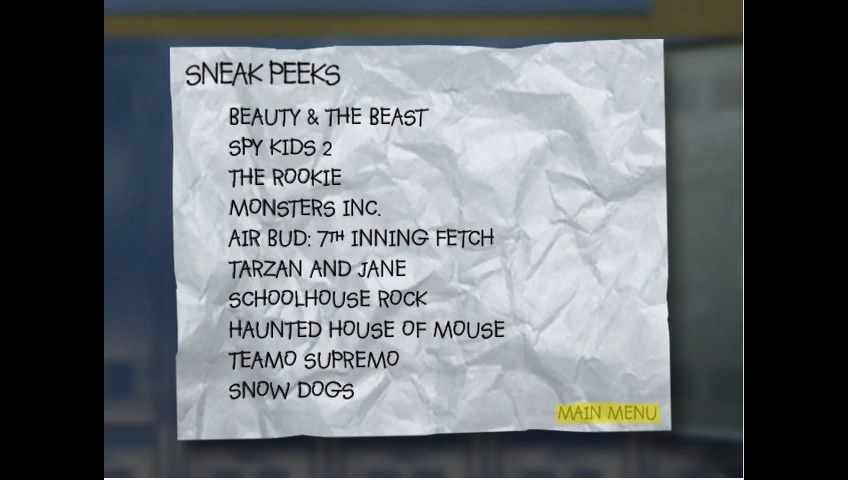 SNEAK PEEKS
BEAUTY & THE BEAST
SPY KIDS 2
THE ROOKIE
MONSTERS INC.
AIR BUD: 7TH INNING FETCH
TARZAN AND JANE
SCHOOLHOUSE ROCK
HAUNTED HOUSE OF MOUSE
TEAMO SUPREMO
SNOW DOGS
MAIN MENU